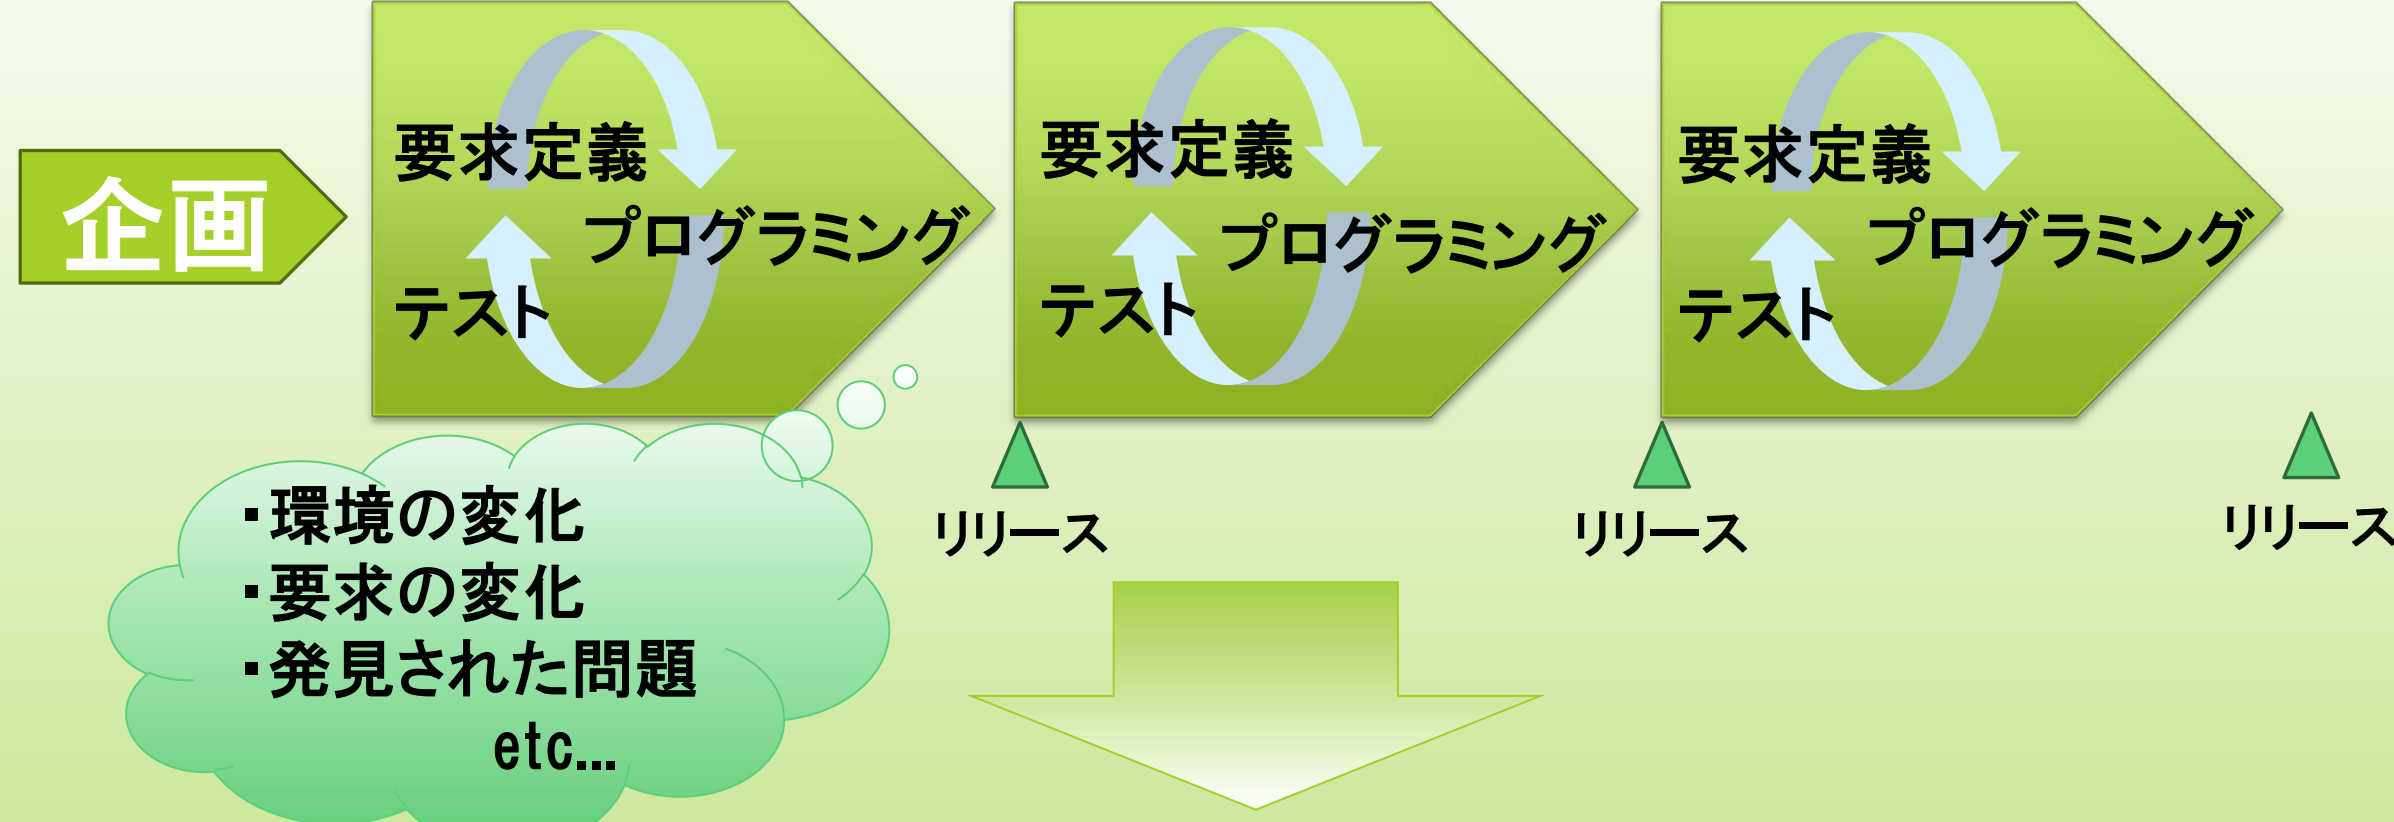 企画
要求定義
プログラミング
テスト
要求定義
プログラミング
テスト
要求定義
プログラミング
テスト
・環境の変化
・要求の変化
・発見された問題
etc…
リリース
リリース
リリース